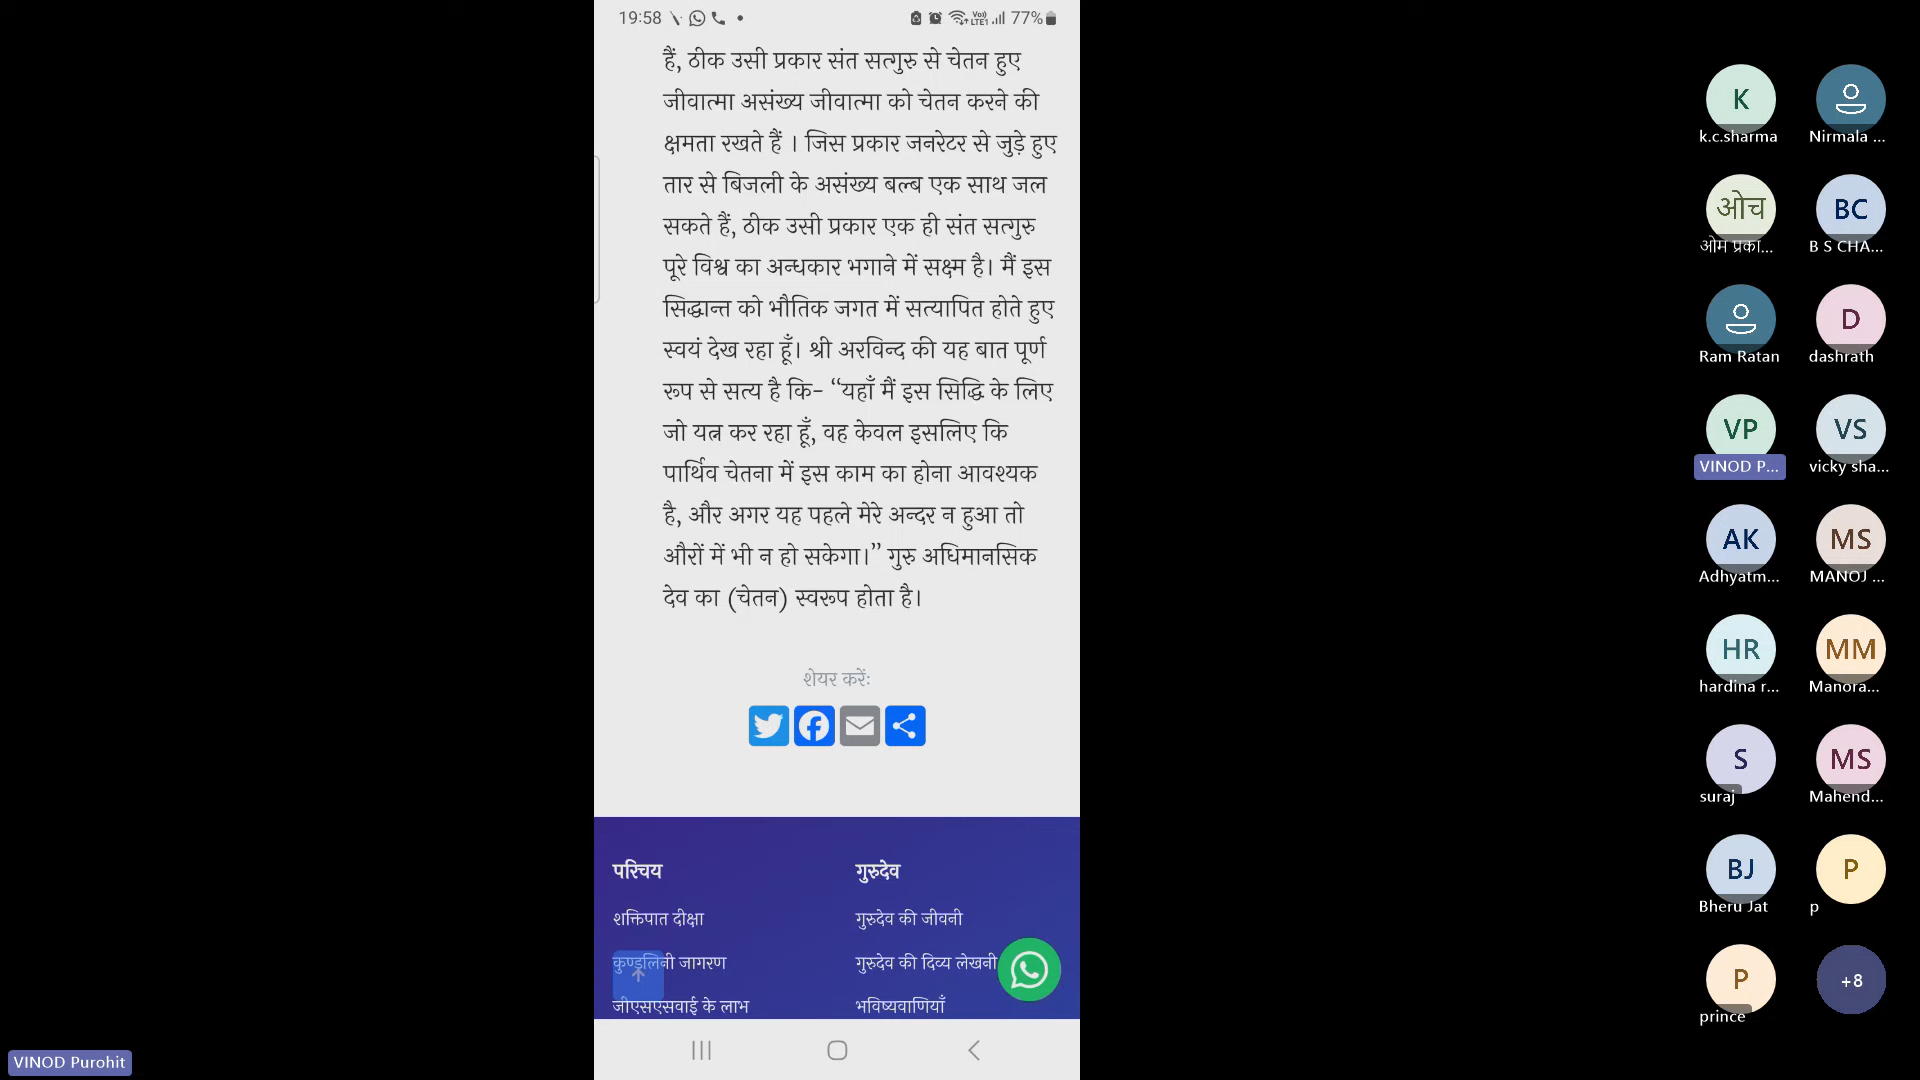 19:58
Vo))
LTE1
77%
हैं, ठीक उसी प्रकार संत सत्गुरु से चेतन हुए
जीवात्मा असंख्य जीवात्मा को चेतन करने की
क्षमता रखते हैं । जिस प्रकार जनरेटर से जुड़े हुए
तार से बिजली के असंख्य बल्ब एक साथ जल
सकते हैं, ठीक उसी प्रकार एक ही संत सत्गुरु
पूरे विश्व का अन्धकार भगाने में सक्ष्म है। मैं इस
सिद्धान्त को भौतिक जगत में सत्यापित होते हुए
स्वयं देख रहा हूँ। श्री अरविन्द की यह बात पूर्ण
रूप से सत्य है कि- “यहाँ मैं इस सिद्धि के लिए
जो यत्न कर रहा हूँ, वह केवल इसलिए कि
पार्थिव चेतना में इस काम का होना आवश्यक
है, और अगर यह पहले मेरे अन्दर न हुआ तो
औरों में भी न हो सकेगा।” गुरु अधिमानसिक
देव का (चेतन) स्वरूप होता है।
शेयर करें:
परिचय
गुरुदेव
शक्तिपात दीक्षा
गुरुदेव की जीवनी
कुण्डलिनी जागरण
गुरुदेव की दिव्य लेखनी
जीएसएसवाई के लाभ
भविष्यवाणियाँ
VINOD Purohit
K
k.c.sharma
Nirmala ...
ओच
ओम प्रका...
BC
B S CHA...
Ram Ratan
D
dashrath
VP
VINOD P...
VS
vicky sha...
AK
Adhyatm...
MS
MANOJ ...
HR
hardina r...
MM
Manora...
S
suraj
MS
Mahend...
BJ
Bheru Jat
P
p
P
prince
+8